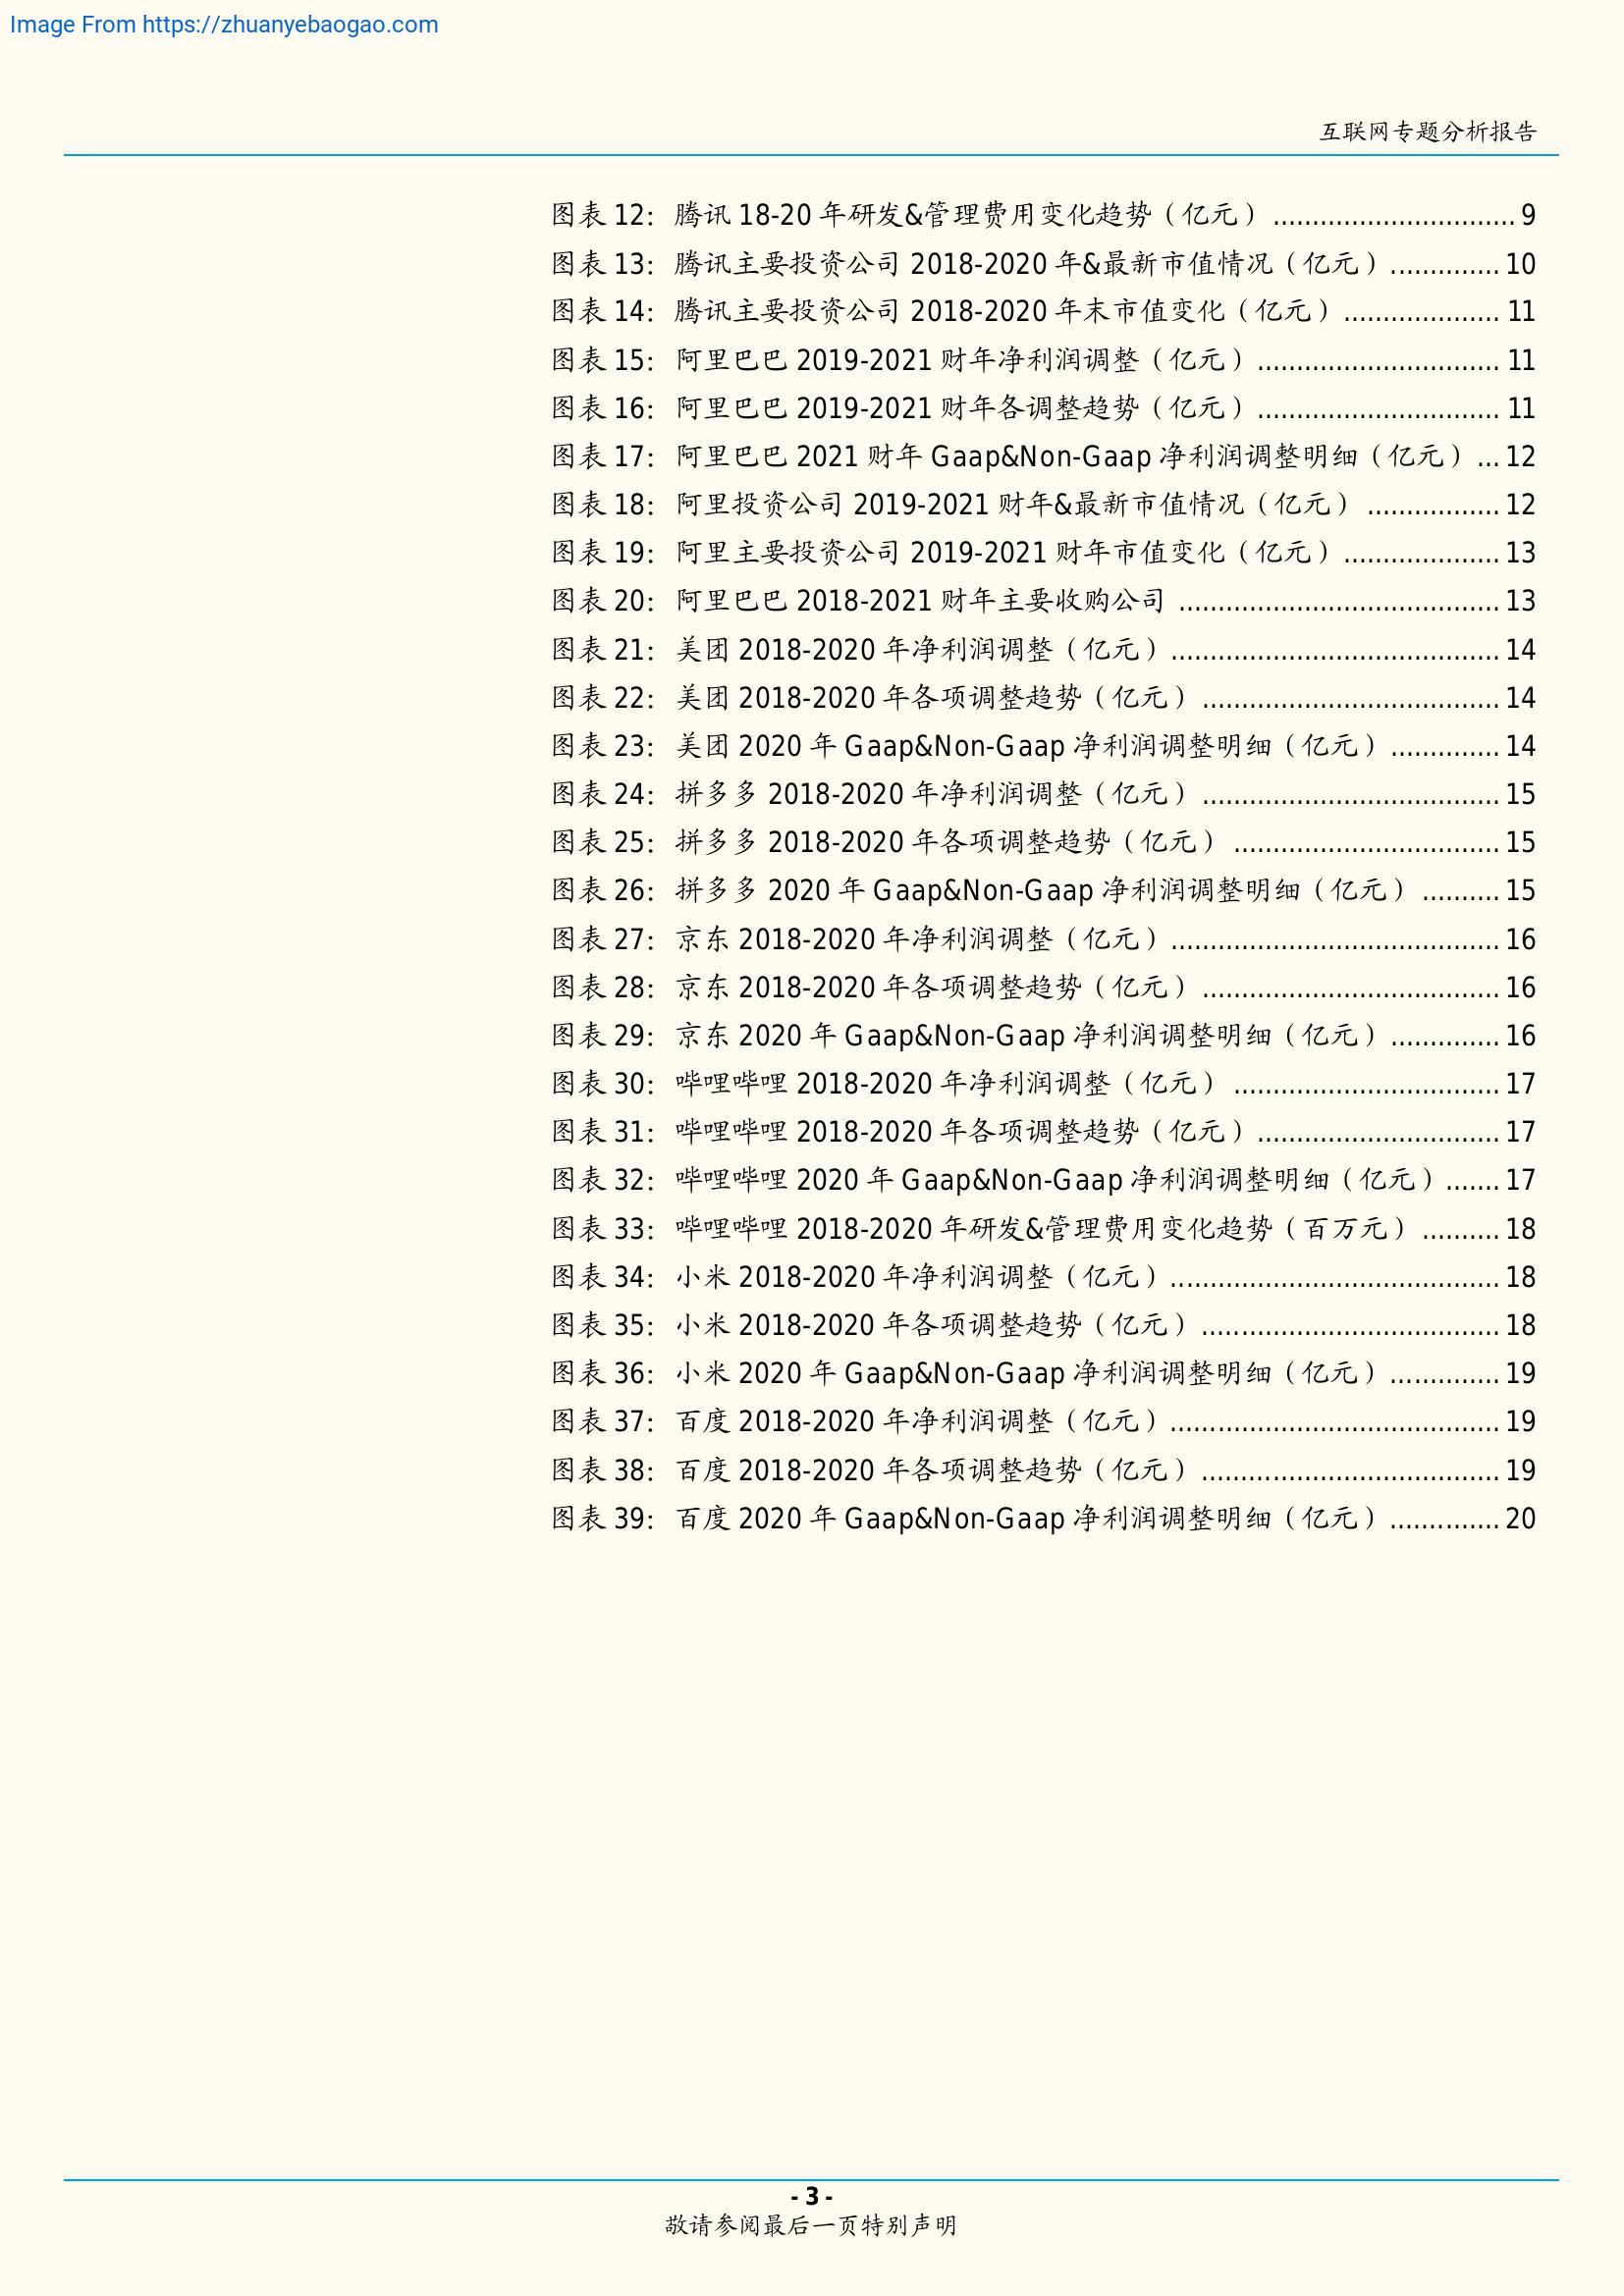 Image From https://zhuanyebaogao.com
互联网专题分析报告
图表 12： 腾讯 18-20 年研发&管理费用变化趋势（亿元） ............................... 9
图表 13： 腾讯主要投资公司 2018-2020 年&最新市值情况（亿元）.............. 10
图表 14： 腾讯主要投资公司 2018-2020 年末市值变化（亿元）.................... 11
图表 15： 阿里巴巴 2019-2021 财年净利润调整（亿元）............................... 11
图表 16： 阿里巴巴 2019-2021 财年各调整趋势（亿元）............................... 11
图表 17： 阿里巴巴 2021 财年 Gaap&Non-Gaap 净利润调整明细（亿元）... 12
图表 18： 阿里投资公司 2019-2021 财年&最新市值情况（亿元） ................. 12
图表 19： 阿里主要投资公司 2019-2021 财年市值变化（亿元）.................... 13
图表 20： 阿里巴巴 2018-2021 财年主要收购公司 ......................................... 13
图表 21： 美团 2018-2020 年净利润调整（亿元）.......................................... 14
图表 22： 美团 2018-2020 年各项调整趋势（亿元） ...................................... 14
图表 23： 美团 2020 年 Gaap&Non-Gaap 净利润调整明细（亿元）.............. 14
图表 24： 拼多多 2018-2020 年净利润调整（亿元） ...................................... 15
图表 25： 拼多多 2018-2020 年各项调整趋势（亿元） .................................. 15
图表 26： 拼多多 2020 年 Gaap&Non-Gaap 净利润调整明细（亿元） .......... 15
图表 27： 京东 2018-2020 年净利润调整（亿元）.......................................... 16
图表 28： 京东 2018-2020 年各项调整趋势（亿元） ...................................... 16
图表 29： 京东 2020 年 Gaap&Non-Gaap 净利润调整明细（亿元）.............. 16
图表 30： 哔哩哔哩 2018-2020 年净利润调整（亿元） .................................. 17
图表 31： 哔哩哔哩 2018-2020 年各项调整趋势（亿元）............................... 17
图表 32： 哔哩哔哩 2020 年 Gaap&Non-Gaap 净利润调整明细（亿元）....... 17
图表 33： 哔哩哔哩 2018-2020 年研发&管理费用变化趋势（百万元） .......... 18
图表 34： 小米 2018-2020 年净利润调整（亿元）.......................................... 18
图表 35： 小米 2018-2020 年各项调整趋势（亿元） ...................................... 18
图表 36： 小米 2020 年 Gaap&Non-Gaap 净利润调整明细（亿元）.............. 19
图表 37： 百度 2018-2020 年净利润调整（亿元）.......................................... 19
图表 38： 百度 2018-2020 年各项调整趋势（亿元） ...................................... 19
图表 39： 百度 2020 年 Gaap&Non-Gaap 净利润调整明细（亿元）.............. 20
- 3 -
敬请参阅最后一页特别声明